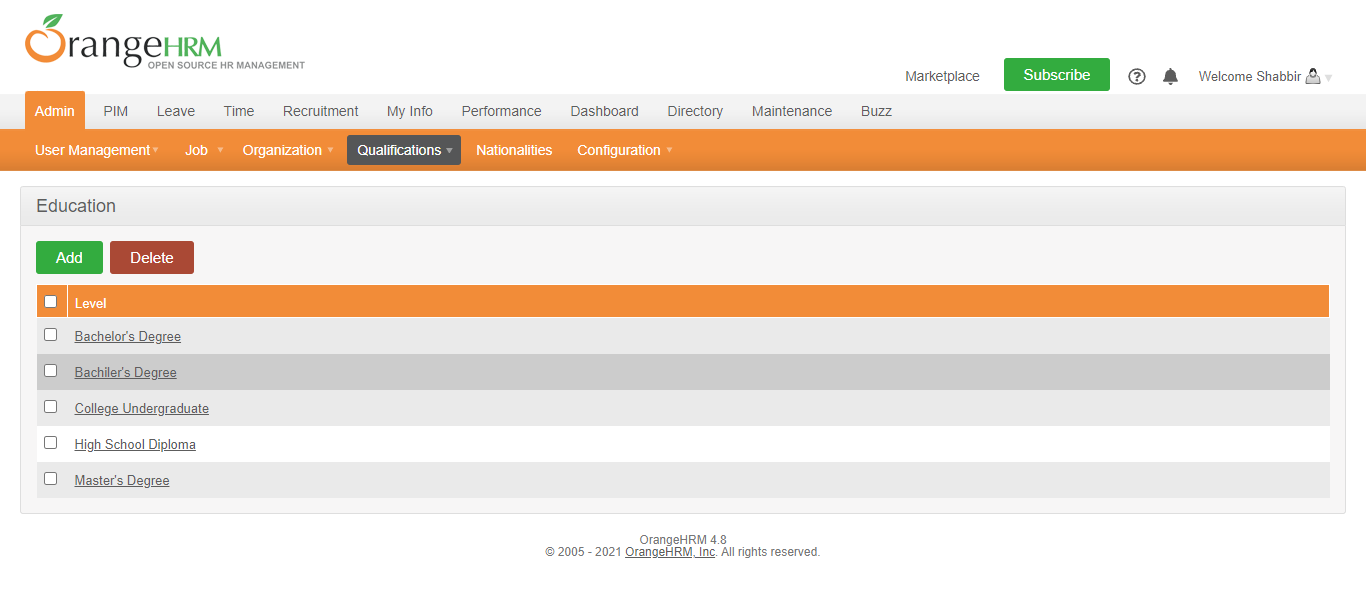 OrangeHRM
OPEN SOURCE HR MANAGEMENT
Marketplace Subscribe ? Welcome Shabbir
Admin PIM Leave Time Recruitment My Info Performance Dashboard Directory Maintenance Buzz
User Management Job Organization Qualifications Nationalities Configuration
Education
Add Delete
Level
Bachelor's Degree
Bachiler's Degree
College Undergraduate
High School Diploma
Master's Degree
OrangeHRM 4.8
© 2005 - 2021 OrangeHRM, Inc. All rights reserved.